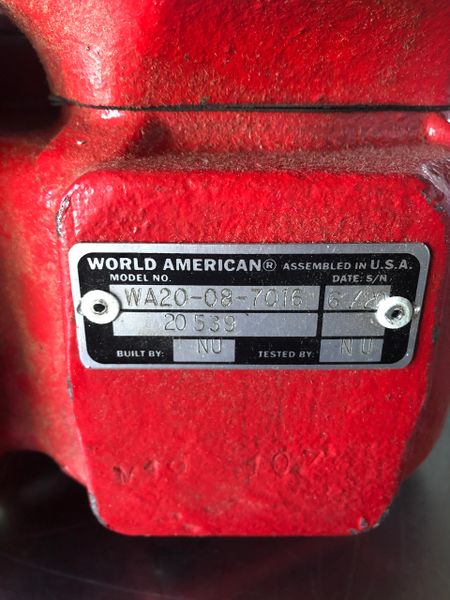 WORLD AMERICAN® ASSEMBLED IN U.S.A.
MODEL NO. DATE: S/N
WA20-08-7016
20539
BUILT BY: NU TESTED BY: NU